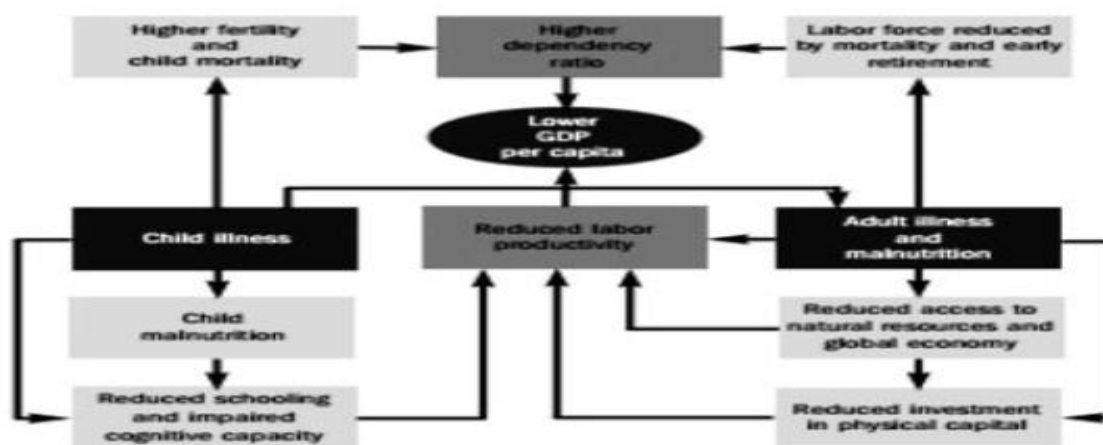 Higher fertility
and
child mortality
Higher
dependency
ratio
Labor force reduced
by mortality and early
retirement
Lower
GDP
per capita
Child illness
Reduced labor
productivity
Adult illness
and
malnutrition
Child
malnutrition
Reduced access to
natural resources and
global economy
Reduced schooling
and impaired
cognitive capacity
Reduced investment
in physical capital